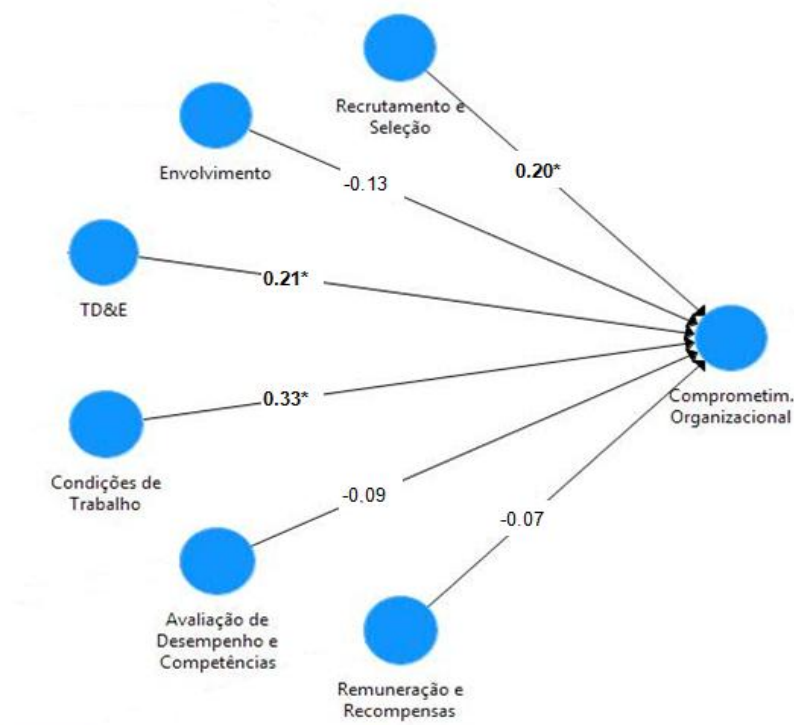 Recrutamento e
Seleção
0.20*
Envolvimento
-0.13
TD&E
0.21*
Condições de
Trabalho
0.33*
Avaliação de
Desempenho e
Competências
-0.09
Remuneração e
Recompensas
-0.07
Comprometim.
Organizacional